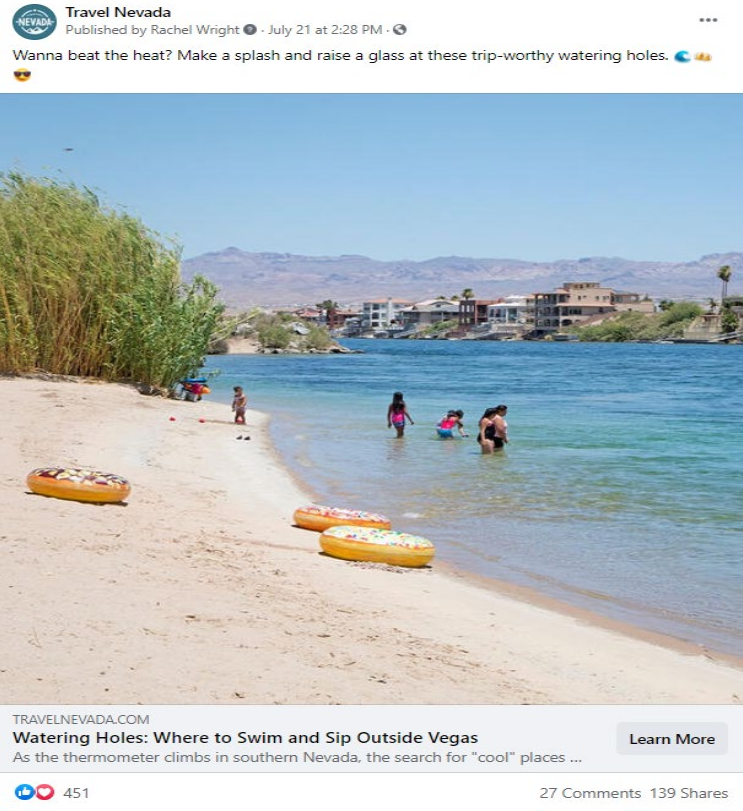 NEVADA
Travel Nevada
Published by Rachel Wright · July 21 at 2:28 PM ·
Wanna beat the heat? Make a splash and raise a glass at these trip-worthy watering holes. 🌊 🍻
😎
TRAVELNEVADA.COM
Watering Holes: Where to Swim and Sip Outside Vegas
As the thermometer climbs in southern Nevada, the search for "cool" places ...
Learn More
451
27 Comments 139 Shares